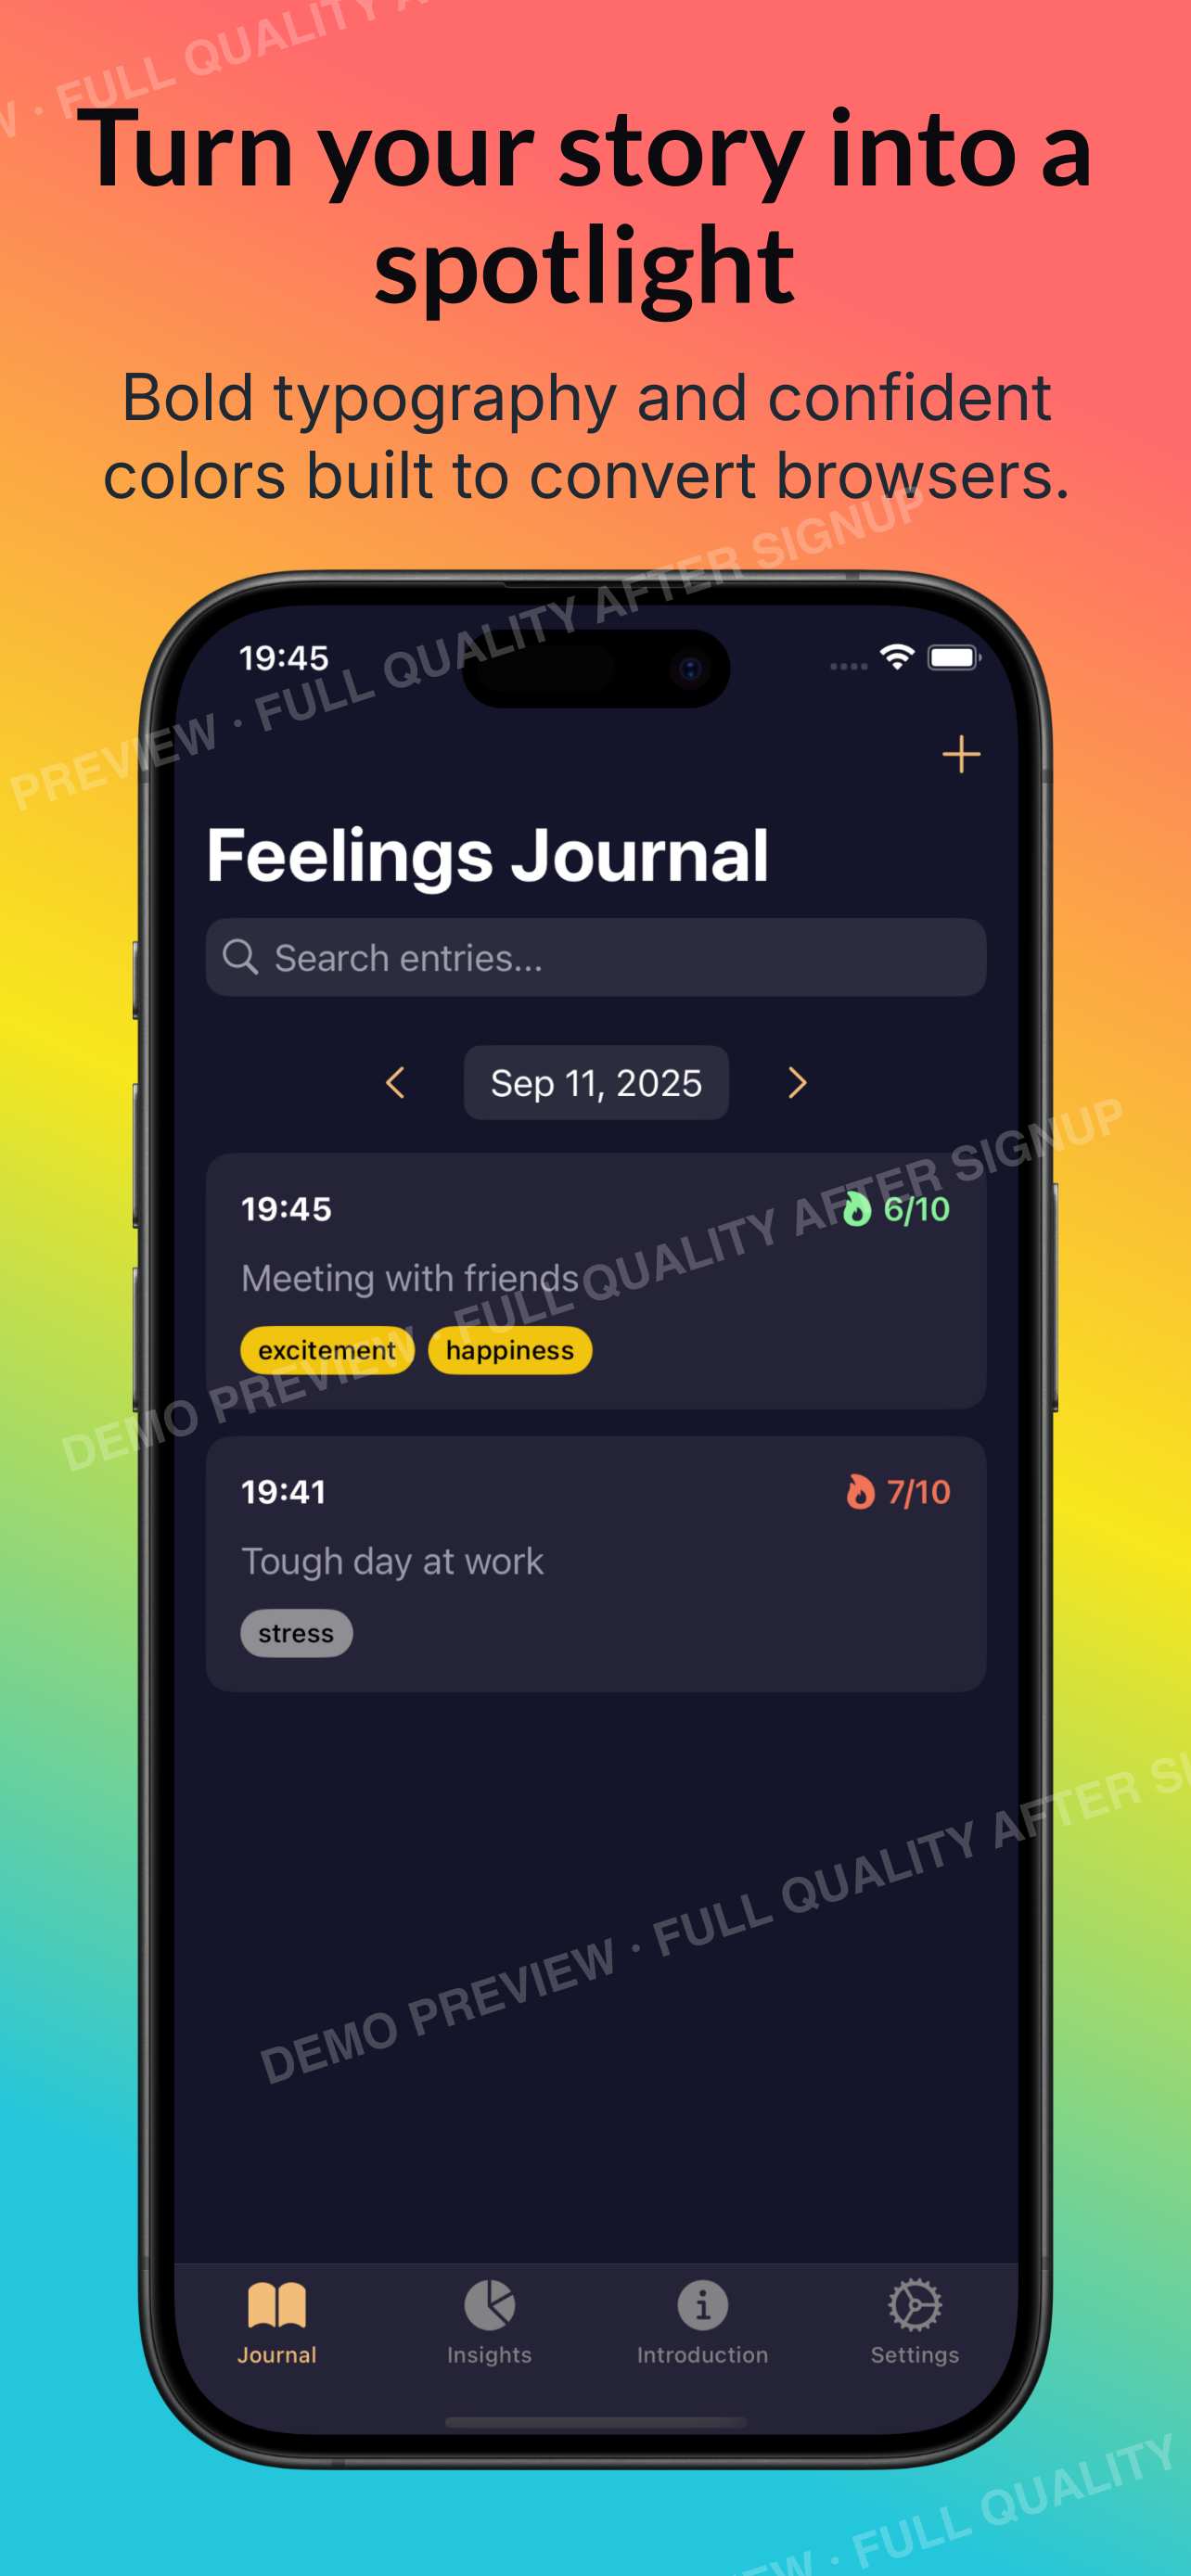 W · FULL QUALITY A
Turn your story into a
spotlight
Bold typography and confident
colors built to convert browsers.
PREVIEW · FULL QUALITY AFTER SIGNUP
19:45
Feelings Journal
Search entries...
Sep 11, 2025
19:45
6/10
Meeting with friends
excitement
happiness
DEMO PREVIEW · FULL QUALITY AFTER SIGNUP
19:41
7/10
Tough day at work
stress
DEMO PREVIEW · FULL QUALITY AFTER SI
Journal
Insights
Introduction
Settings
EW · FULL QUALITY